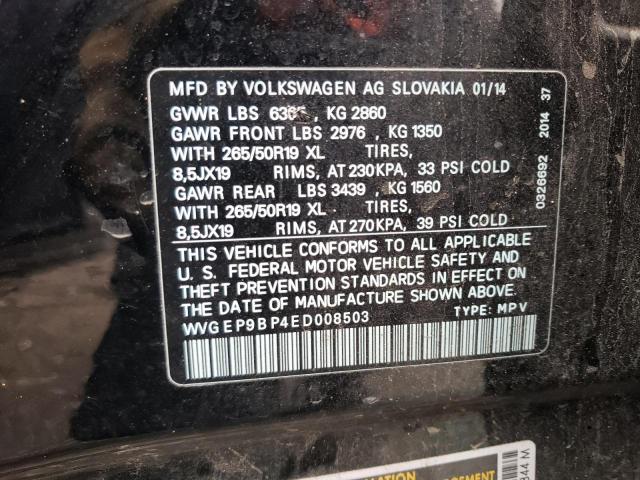 MFD BY VOLKSWAGEN AG SLOVAKIA 01/14
GVWR LBS , KG 2860
GAWR FRONT LBS 2976 , KG 1350
WITH 265/50R19 XL TIRES,
8,5JX19 RIMS, AT 230KPA, 33 PSI COLD
GAWR REAR LBS 3439 , KG 1560
WITH 265/50R19 XL TIRES,
8,5JX19 RIMS, AT 270KPA, 39 PSI COLD
THIS VEHICLE CONFORMS TO ALL APPLICABLE
U. S. FEDERAL MOTOR VEHICLE SAFETY AND
THEFT PREVENTION STANDARDS IN EFFECT ON
THE DATE OF MANUFACTURE SHOWN ABOVE.
WVGEP9BP4ED008503 TYPE: MPV
0326692 2014 37